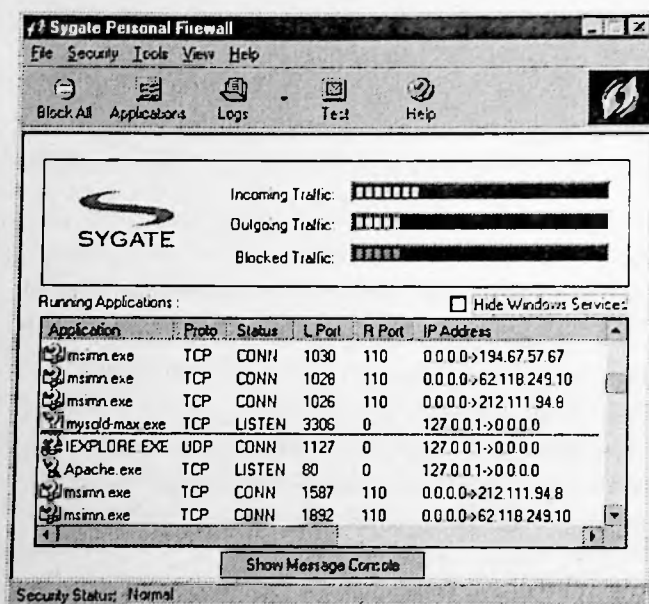 Sygate Personal Firewall
File Security Tools View Help
Block All Applications Logs Test Help
SYGATE
Incoming Traffic:
Outgoing Traffic:
Blocked Traffic:
Running Applications : Hide Windows Services
Application Proto Status L Port R Port IP Address
msimn.exe TCP CONN 1030 110 0.0.0.0->194.67.57.67
msimn.exe TCP CONN 1028 110 0.0.0.0->62.118.249.10
msimn.exe TCP CONN 1026 110 0.0.0.0->212.111.94.8
mysqld-max.exe TCP LISTEN 3306 0 127.0.0.1->0.0.0.0
IEXPLORE.EXE UDP CONN 1127 0 127.0.0.1->0.0.0.0
Apache.exe TCP LISTEN 80 0 127.0.0.1->0.0.0.0
msimn.exe TCP CONN 1587 110 0.0.0.0->212.111.94.8
msimn.exe TCP CONN 1892 110 0.0.0.0->62.118.249.10
Show Message Console
Security Status: Normal